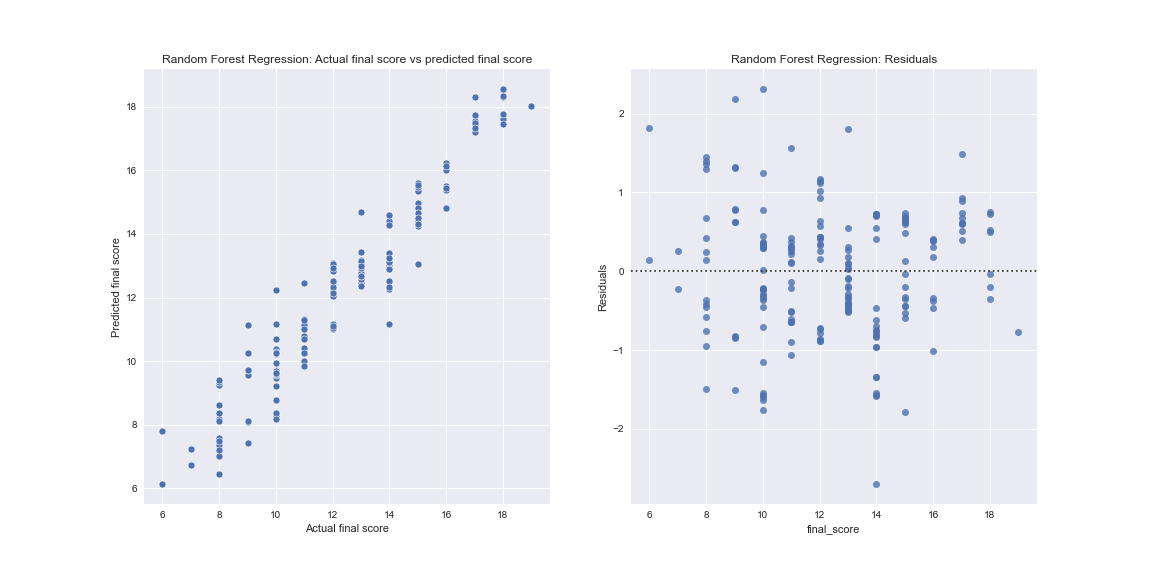 Random Forest Regression: Actual final score vs predicted final score
18
16
14
12
10
8
6
Predicted final score
6 8 10 12 14 16 18
Actual final score
Random Forest Regression: Residuals
2
1
0
−1
−2
Residuals
6 8 10 12 14 16 18
final_score